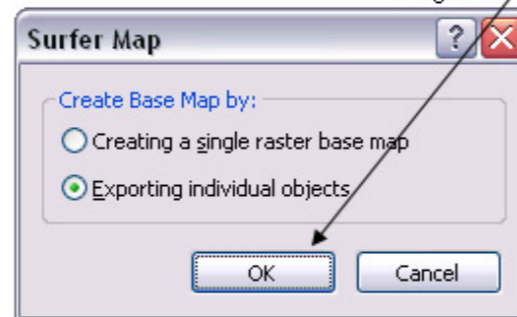 Surfer Map
Create Base Map by:
Creating a single raster base map
Exporting individual objects
OK
Cancel